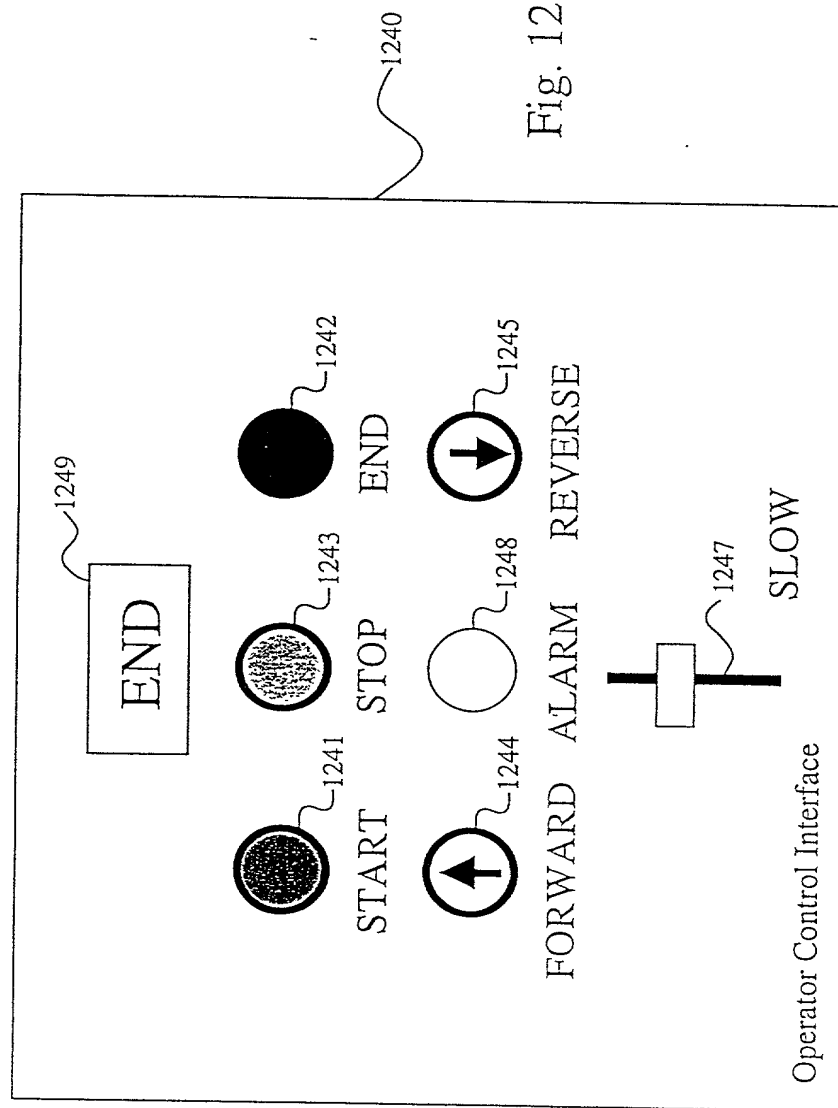 END
1249
1241
1243
1242
START STOP END
1244
1248
1245
FORWARD ALARM REVERSE
1247
SLOW
Operator Control Interface
1240
Fig. 12